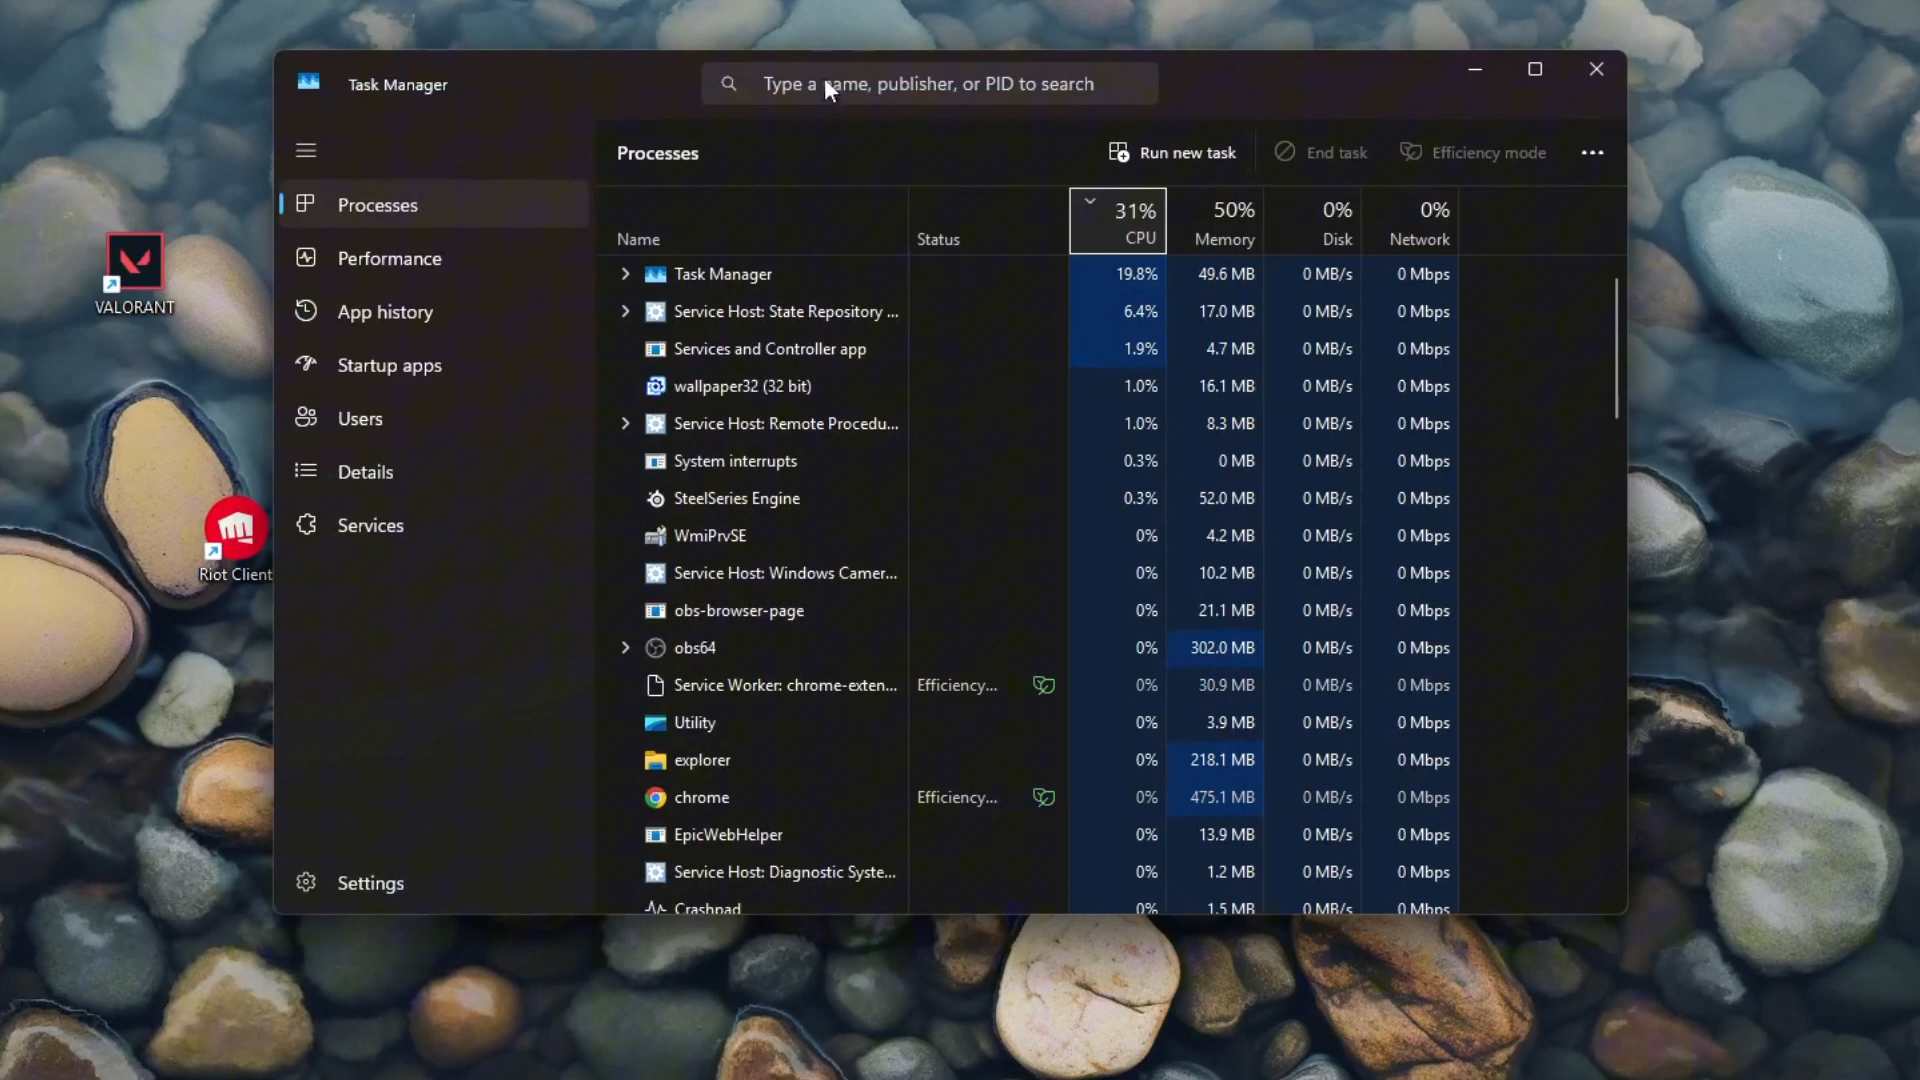 Task Manager
Type a name, publisher, or PID to search
Processes
Run new task
End task
Efficiency mode
Processes
Performance
App history
Startup apps
Users
Details
Services
Settings
31% 50% 0% 0%
Name Status CPU Memory Disk Network
Task Manager 19.8% 49.6 MB 0 MB/s 0 Mbps
Service Host: State Repository ... 6.4% 17.0 MB 0 MB/s 0 Mbps
Services and Controller app 1.9% 4.7 MB 0 MB/s 0 Mbps
wallpaper32 (32 bit) 1.0% 16.1 MB 0 MB/s 0 Mbps
Service Host: Remote Procedu... 1.0% 8.3 MB 0 MB/s 0 Mbps
System interrupts 0.3% 0 MB 0 MB/s 0 Mbps
SteelSeries Engine 0.3% 52.0 MB 0 MB/s 0 Mbps
WmiPrvSE 0% 4.2 MB 0 MB/s 0 Mbps
Service Host: Windows Camer... 0% 10.2 MB 0 MB/s 0 Mbps
obs-browser-page 0% 21.1 MB 0 MB/s 0 Mbps
obs64 0% 302.0 MB 0 MB/s 0 Mbps
Service Worker: chrome-exten... Efficiency... 0% 30.9 MB 0 MB/s 0 Mbps
Utility 0% 3.9 MB 0 MB/s 0 Mbps
explorer 0% 218.1 MB 0 MB/s 0 Mbps
chrome Efficiency... 0% 475.1 MB 0 MB/s 0 Mbps
EpicWebHelper 0% 13.9 MB 0 MB/s 0 Mbps
Service Host: Diagnostic Syste... 0% 1.2 MB 0 MB/s 0 Mbps
Crashpad 0% 1.5 MB 0 MB/s 0 Mbps
VALORANT
Riot Client